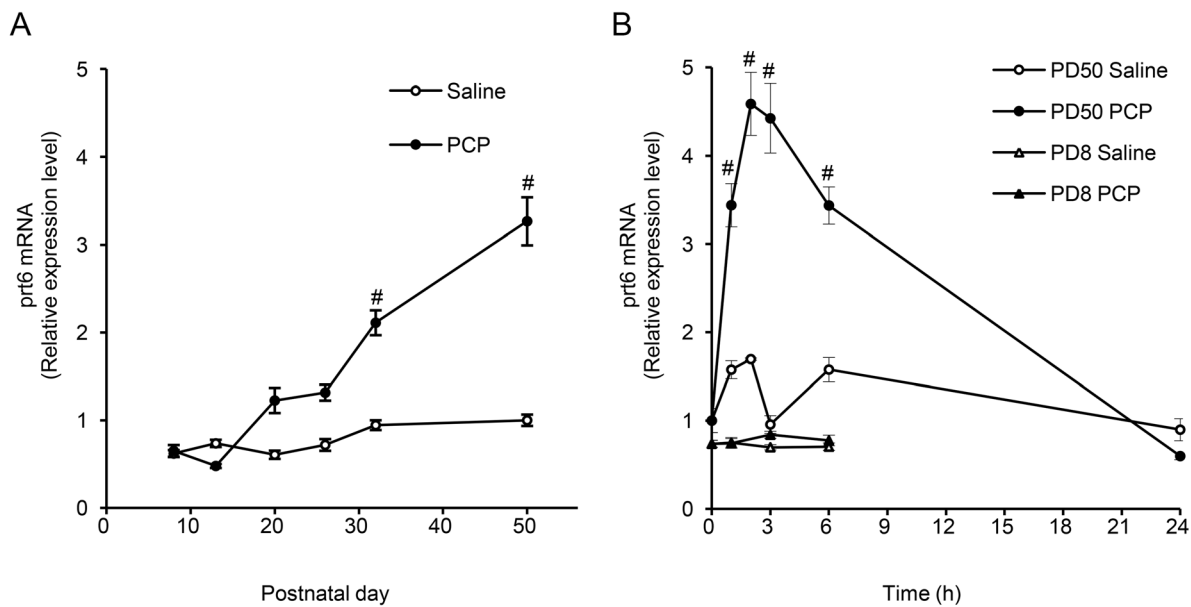 A
prt6 mRNA
(Relative expression level)
5
4
3
2
1
0
0
10
20
30
40
50
Postnatal day
Saline
PCP
#
#
B
prt6 mRNA
(Relative expression level)
5
4
3
2
1
0
0
3
6
9
12
15
18
21
24
Time (h)
PD50 Saline
PD50 PCP
PD8 Saline
PD8 PCP
#
#
#
#